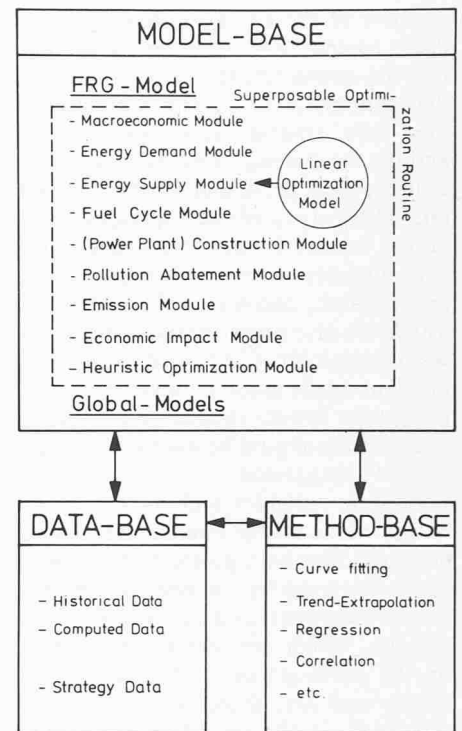 MODEL-BASE
FRG-Model
Superposable Optimi-
zation Routine
- Macroeconomic Module
- Energy Demand Module
- Energy Supply Module
- Fuel Cycle Module
- (Power Plant) Construction Module
- Pollution Abatement Module
- Emission Module
- Economic Impact Module
- Heuristic Optimization Module
Linear
Optimization
Model
Global-Models
DATA-BASE
- Historical Data
- Computed Data
- Strategy Data
METHOD-BASE
- Curve fitting
- Trend-Extrapolation
- Regression
- Correlation
- etc.